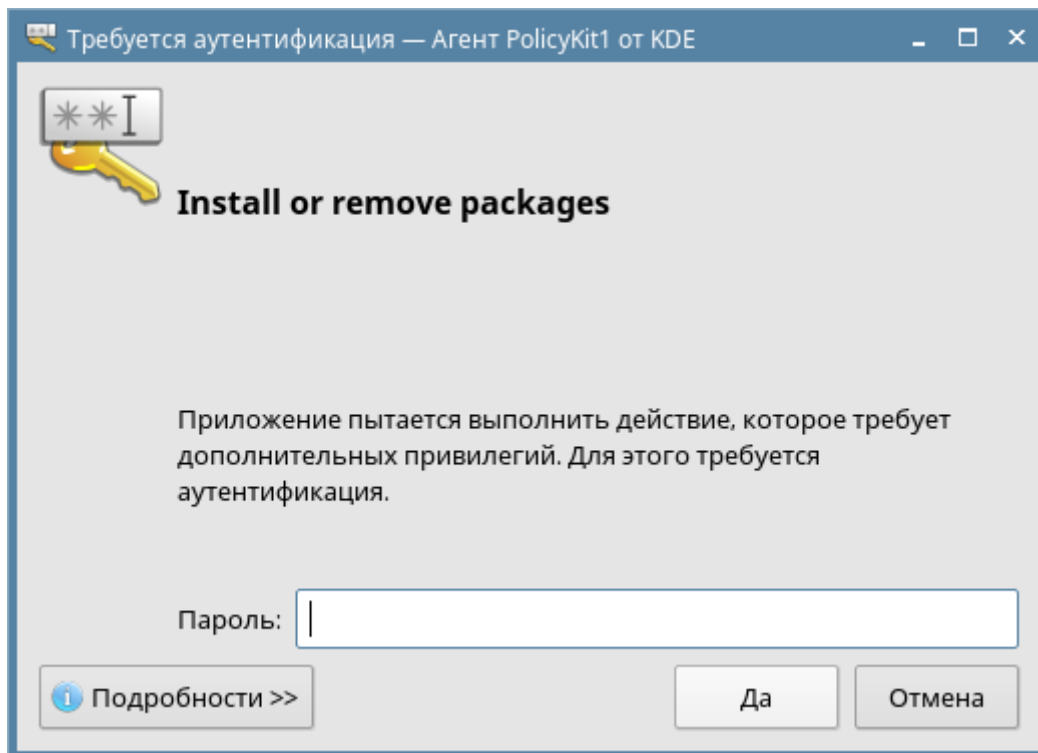 Требуется аутентификация — Агент PolicyKit1 от KDE
**
Install or remove packages
Приложение пытается выполнить действие, которое требует
дополнительных привилегий. Для этого требуется
аутентификация.
Пароль:
Подробности >>
Да
Отмена